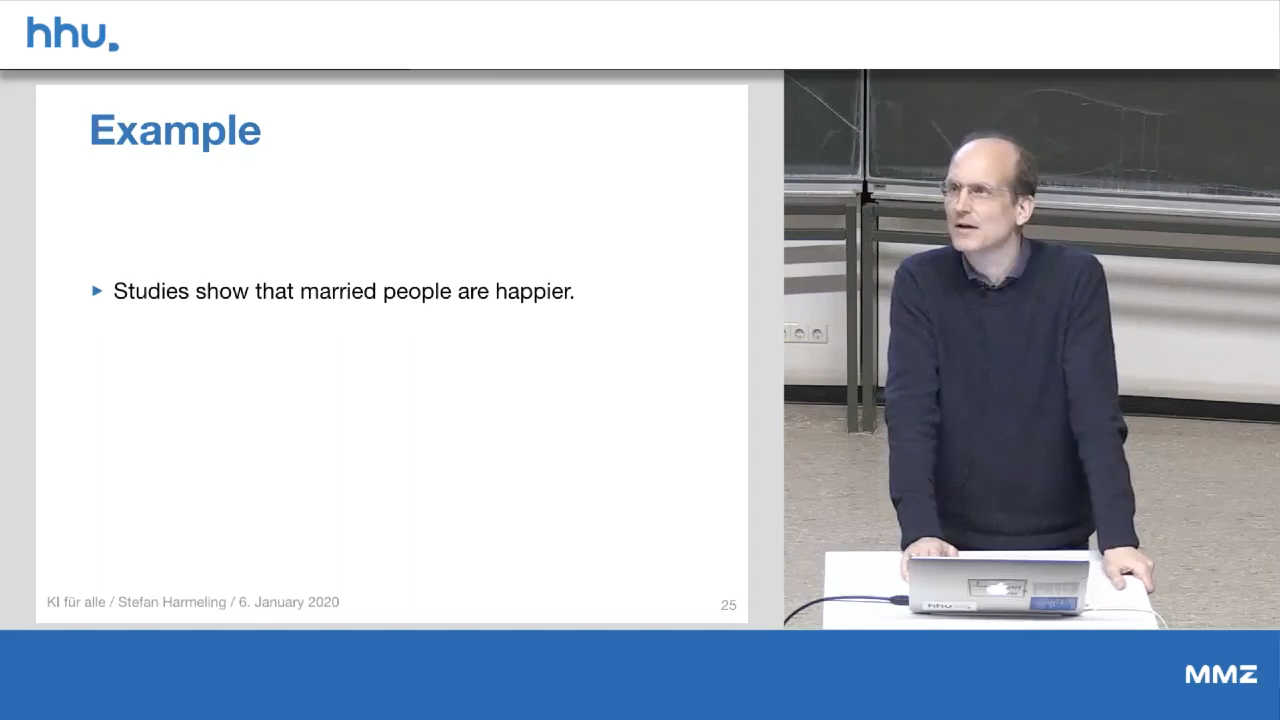 hhu.
Example
Studies show that married people are happier.
KI für alle / Stefan Harmeling / 6. January 2020
25
hhu
MMZ